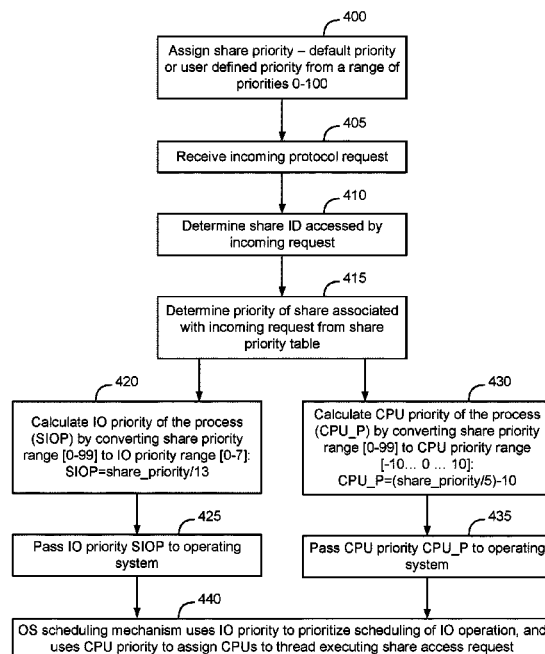 400
Assign share priority – default priority
or user defined priority from a range of
priorities 0-100
405
Receive incoming protocol request
410
Determine share ID accessed by
incoming request
415
Determine priority of share associated
with incoming request from share
priority table
420
Calculate IO priority of the process
(SIOP) by converting share priority
range [0-99] to IO priority range [0-7]:
SIOP=share_priority/13
430
Calculate CPU priority of the process
(CPU_P) by converting share priority
range [0-99] to CPU priority range
[-10... 0 ... 10]:
CPU_P=(share_priority/5)-10
425
Pass IO priority SIOP to operating
system
435
Pass CPU priority CPU_P to operating
system
440
OS scheduling mechanism uses IO priority to prioritize scheduling of IO operation, and
uses CPU priority to assign CPUs to thread executing share access request